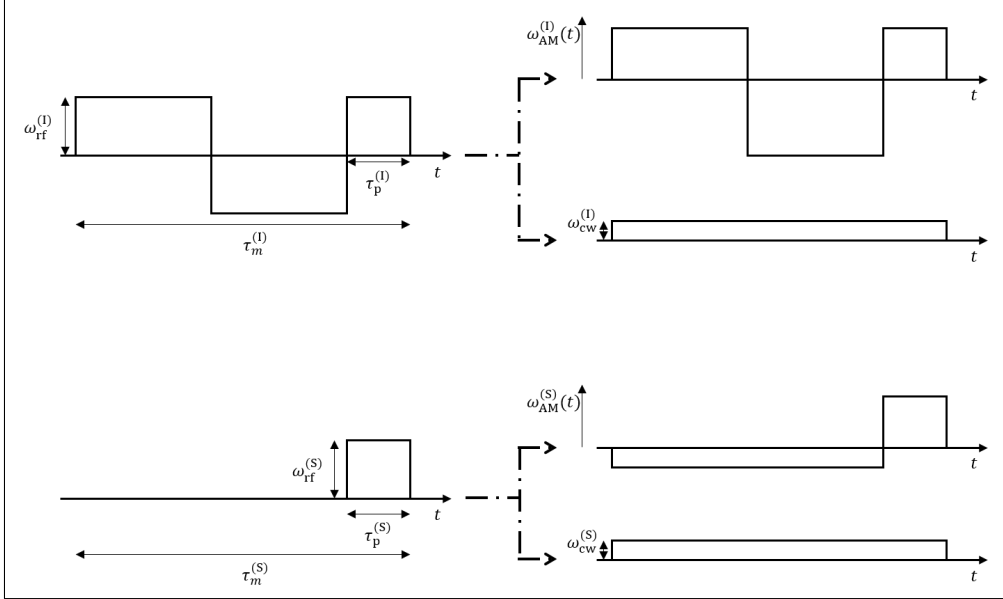 ω_rf^(I)
t
τ_p^(I)
τ_m^(I)
ω_AM^(I)(t)
t
ω_cw^(I)
t
ω_rf^(S)
t
τ_p^(S)
τ_m^(S)
ω_AM^(S)(t)
t
ω_cw^(S)
t